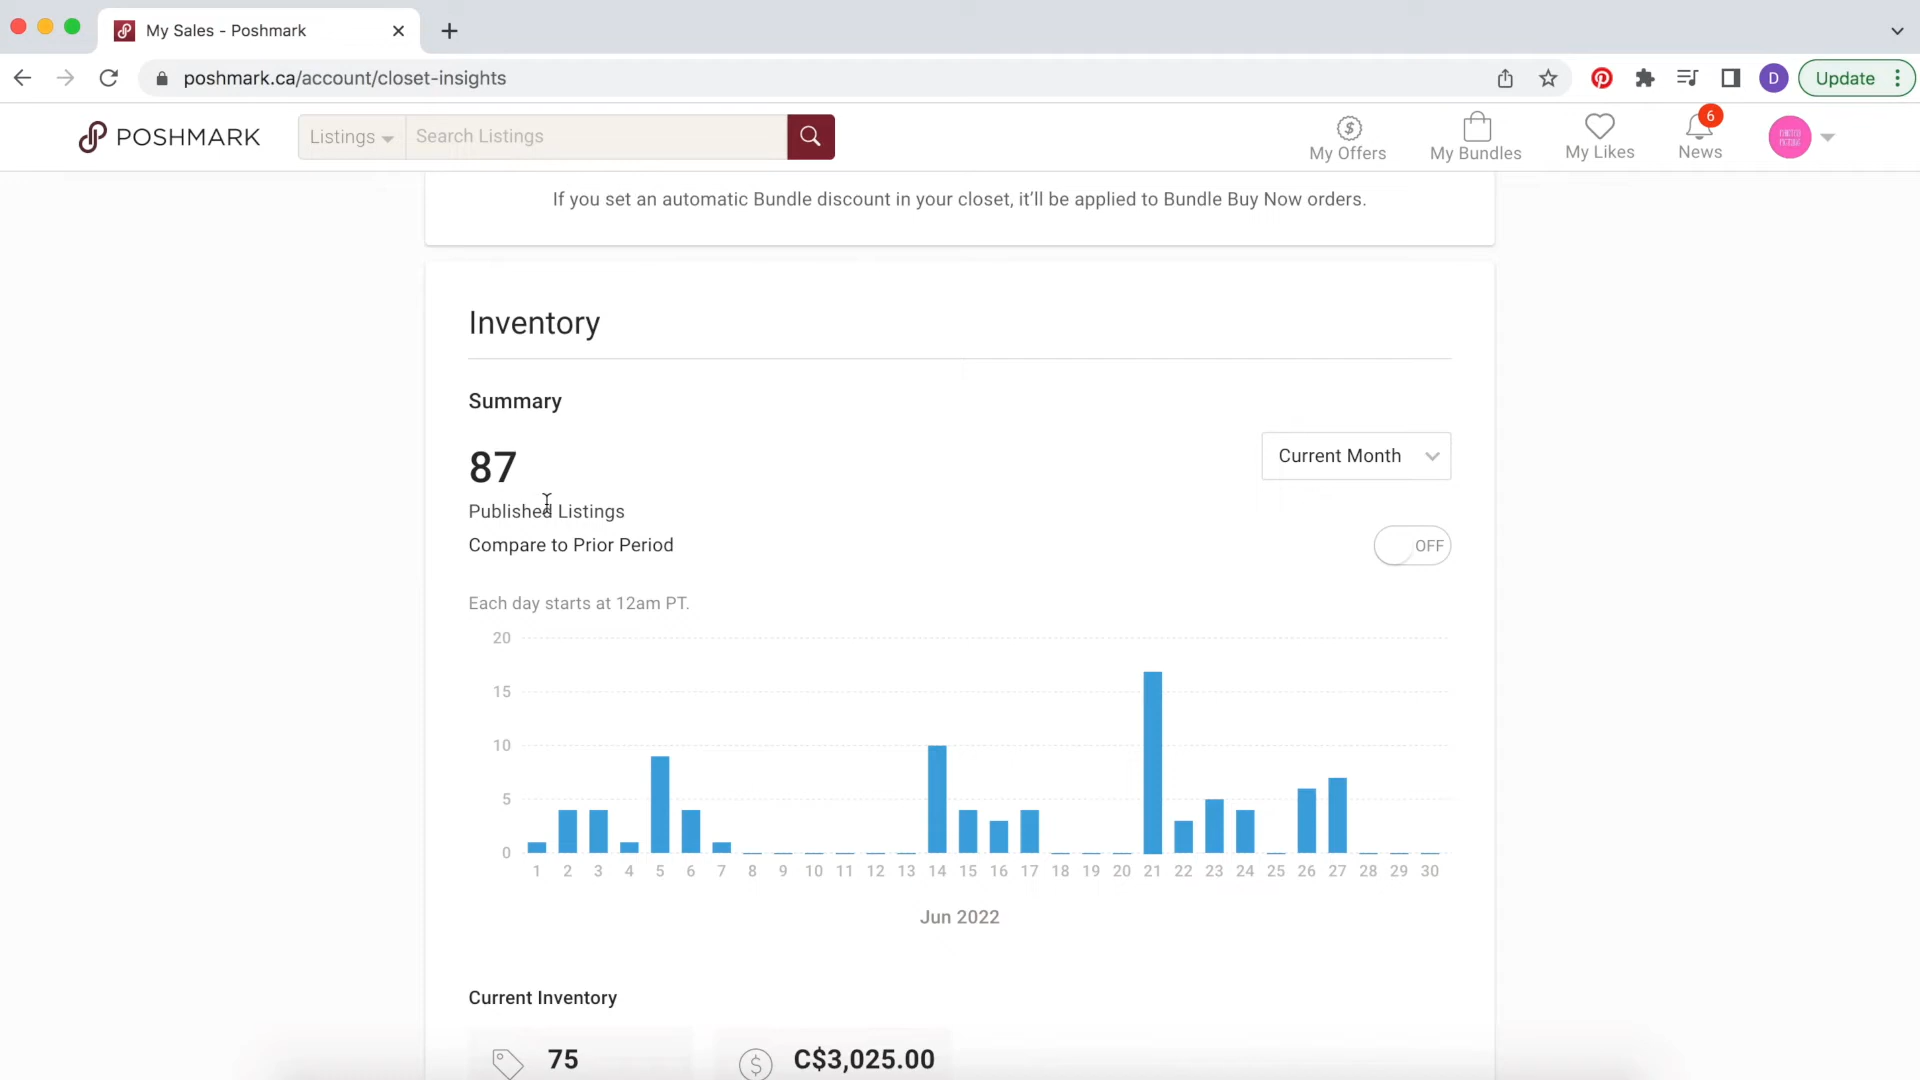 My Sales - Poshmark
poshmark.ca/account/closet-insights
D
Update
POSHMARK
Listings
Search Listings
My Offers
My Bundles
My Likes
6
News
If you set an automatic Bundle discount in your closet, it'll be applied to Bundle Buy Now orders.
Inventory
Summary
87
Current Month
Published Listings
Compare to Prior Period
OFF
Each day starts at 12am PT.
20
15
10
5
0
1 2 3 4 5 6 7 8 9 10 11 12 13 14 15 16 17 18 19 20 21 22 23 24 25 26 27 28 29 30
Jun 2022
Current Inventory
75
C$3,025.00